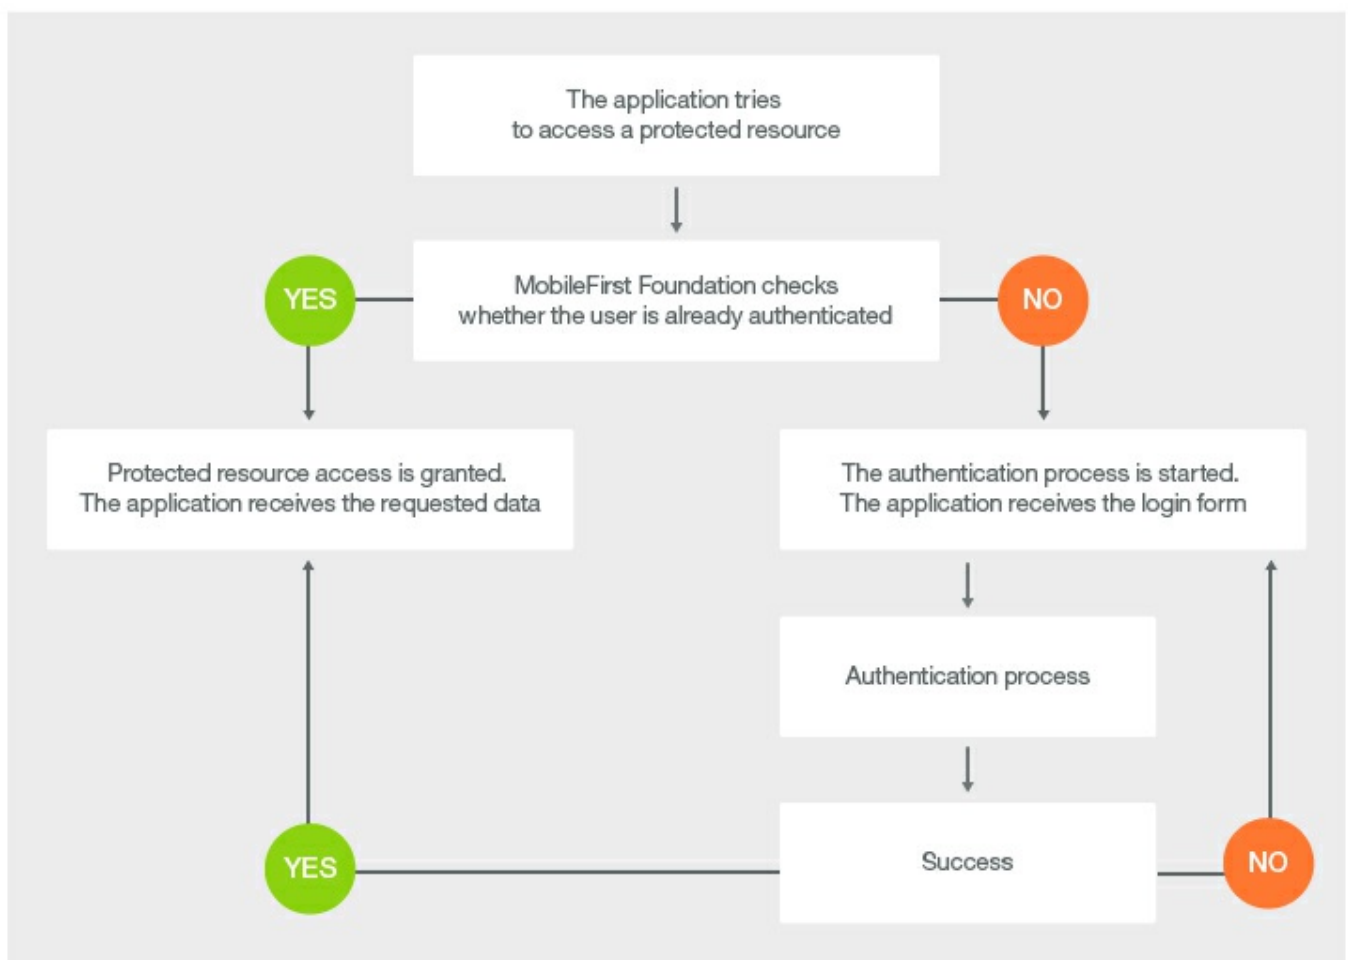 The application tries
to access a protected resource
YES
MobileFirst Foundation checks
whether the user is already authenticated
NO
Protected resource access is granted.
The application receives the requested data
The authentication process is started.
The application receives the login form
Authentication process
YES
Success
NO